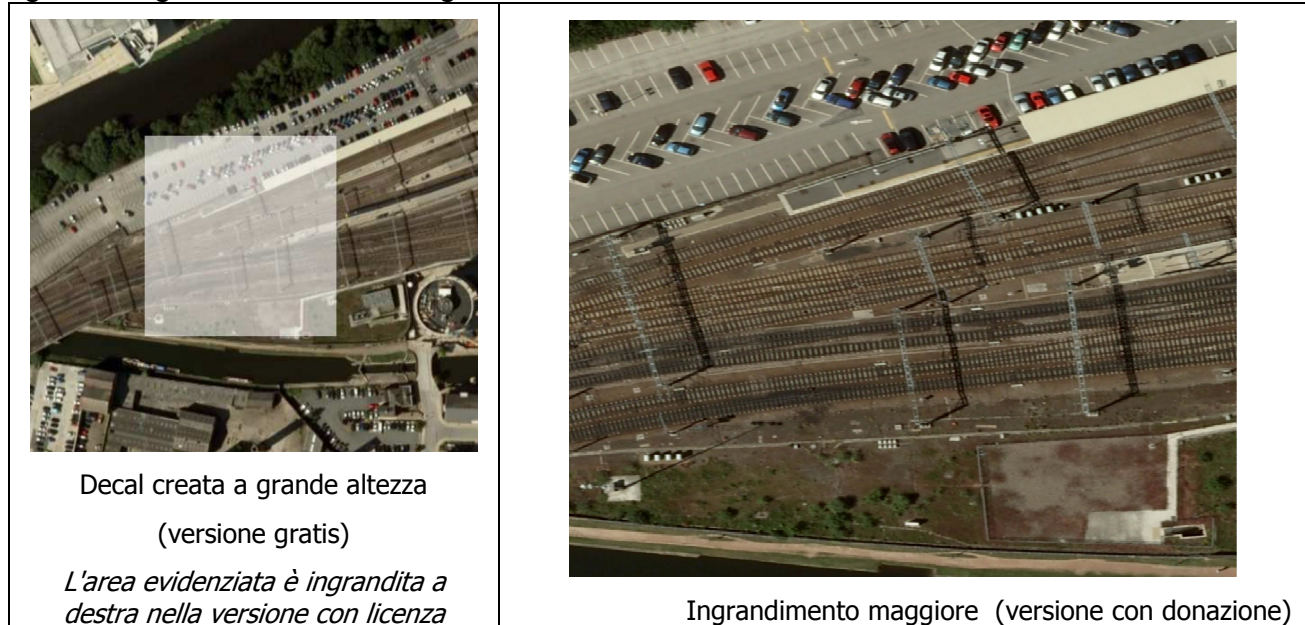 Decal creata a grande altezza
(versione gratis)
L'area evidenziata è ingrandita a
destra nella versione con licenza
Ingrandimento maggiore (versione con donazione)